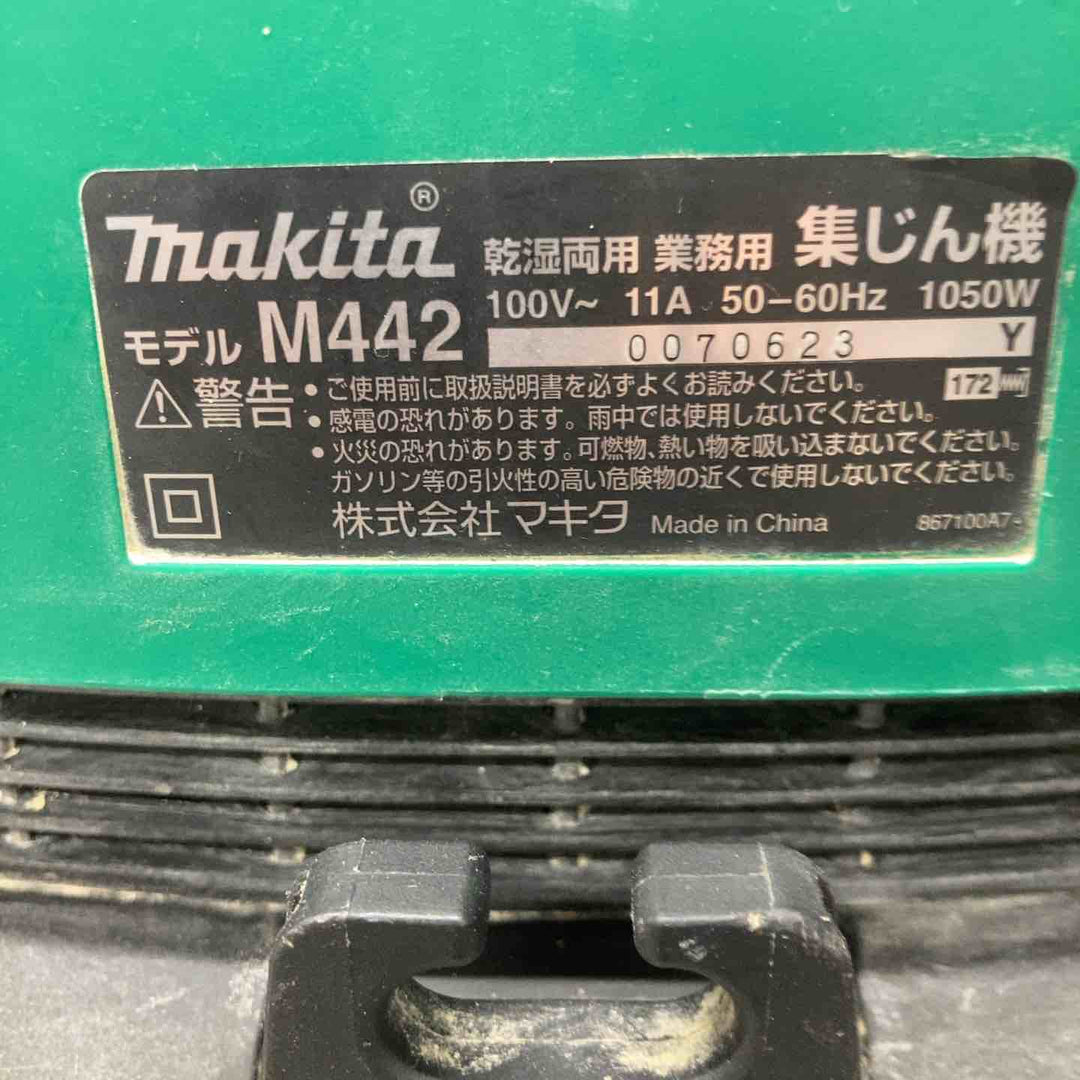 makita®
乾湿両用 業務用 集じん機
モデル M442
100V~ 11A 50-60Hz 1050W
0070623 Y
警告
・ご使用前に取扱説明書を必ずよくお読みください。
172
・感電の恐れがあります。雨中では使用しないでください。
・火災の恐れがあります。可燃物、熱い物を吸い込まないでください。
ガソリン等の引火性の高い危険物の近くで使用しないでください。
株式会社マキタ Made in China
867100A7-